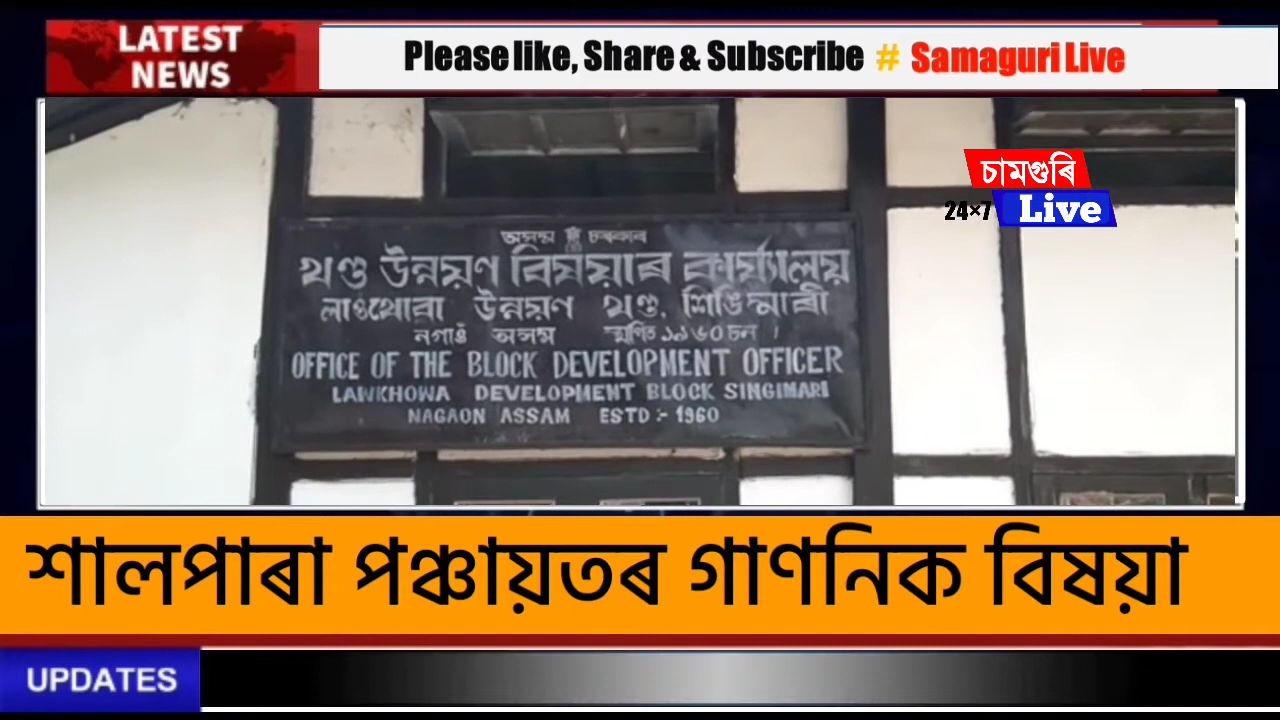 LATEST NEWS
Please like, Share & Subscribe # Samaguri Live
চামগুৰি
24×7 Live
অসম চৰকাৰ
খণ্ড উন্নয়ণ বিষয়াৰ কাৰ্য্যালয়
লাওখোৱা উন্নয়ণ খণ্ড, শিঙিমাৰী
নগাওঁ অসম স্থাপিত ১৯৬০ চন ।
OFFICE OF THE BLOCK DEVELOPMENT OFFICER
LAWKHOWA DEVELOPMENT BLOCK SINGIMARI
NAGAON ASSAM ESTD :- 1960
শালপাৰা পঞ্চায়তৰ গাণনিক বিষয়া
UPDATES